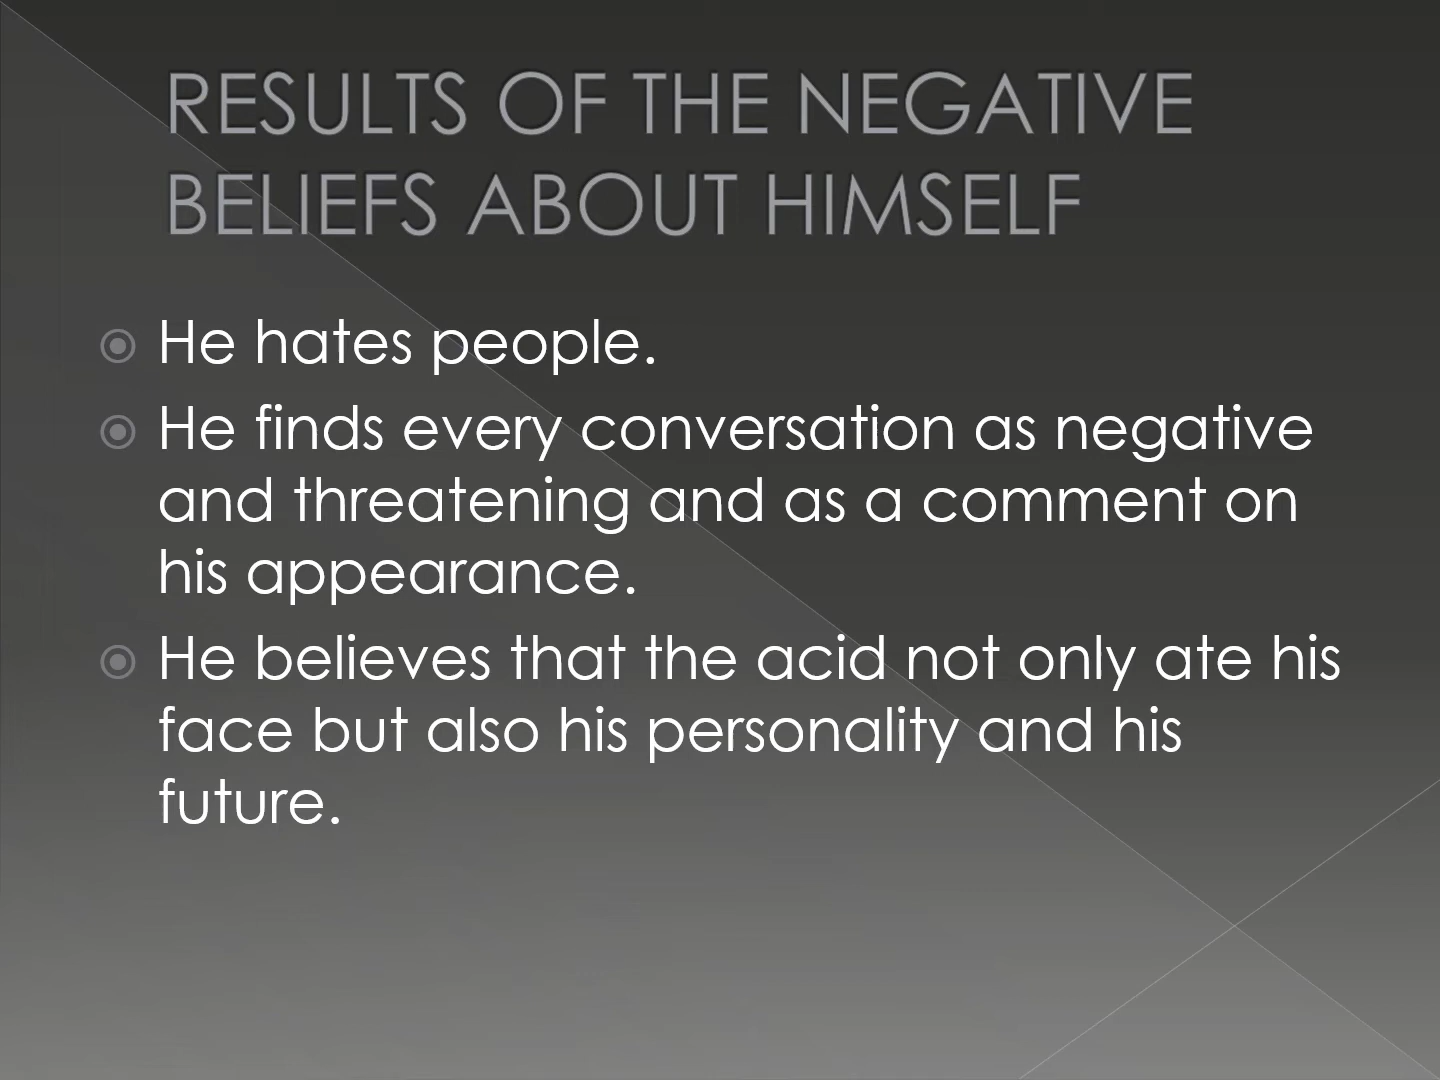 RESULTS OF THE NEGATIVE
BELIEFS ABOUT HIMSELF
He hates people.
He finds every conversation as negative
and threatening and as a comment on
his appearance.
He believes that the acid not only ate his
face but also his personality and his
future.